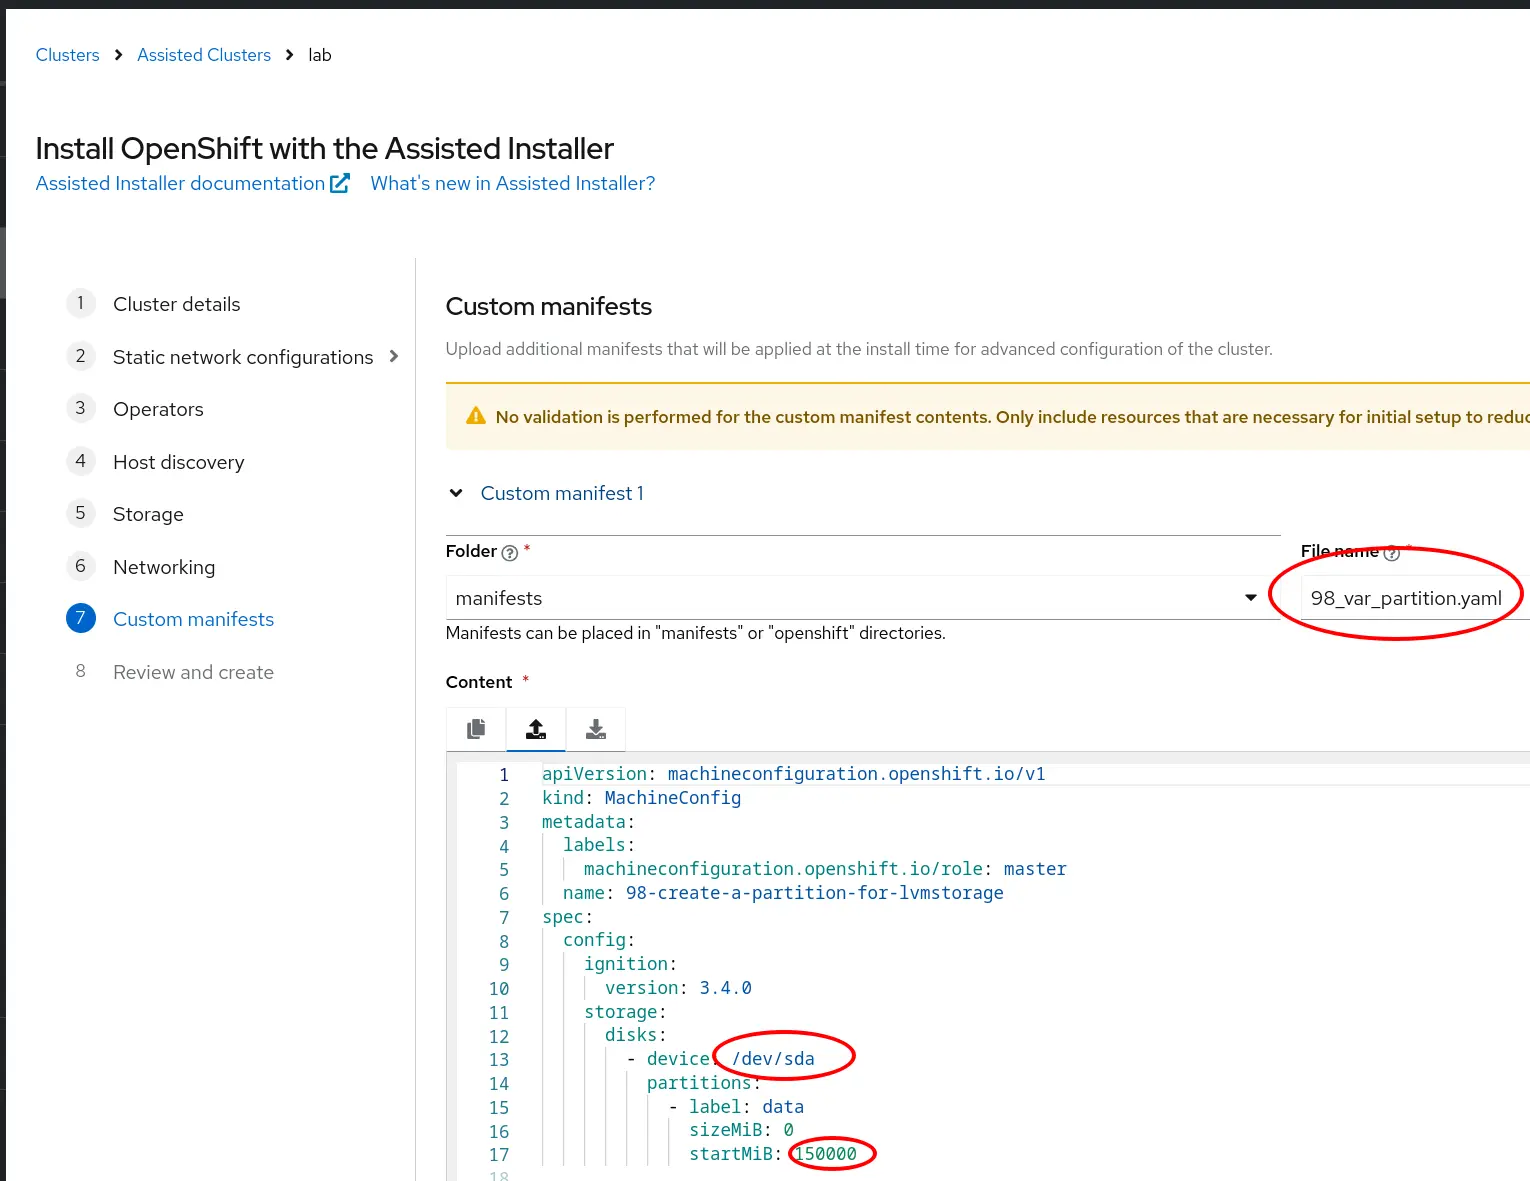 Clusters > Assisted Clusters > lab
Install OpenShift with the Assisted Installer
Assisted Installer documentation What's new in Assisted Installer?
1 Cluster details
2 Static network configurations
3 Operators
4 Host discovery
5 Storage
6 Networking
7 Custom manifests
8 Review and create
Custom manifests
Upload additional manifests that will be applied at the install time for advanced configuration of the cluster.
No validation is performed for the custom manifest contents. Only include resources that are necessary for initial setup to reduc
Custom manifest 1
Folder *
File name *
manifests
98_var_partition.yaml
Manifests can be placed in "manifests" or "openshift" directories.
Content *
1 apiVersion: machineconfiguration.openshift.io/v1
2 kind: MachineConfig
3 metadata:
4 labels:
5 machineconfiguration.openshift.io/role: master
6 name: 98-create-a-partition-for-lvmstorage
7 spec:
8 config:
9 ignition:
10 version: 3.4.0
11 storage:
12 disks:
13 - device: /dev/sda
14 partitions:
15 - label: data
16 sizeMiB: 0
17 startMiB: 150000
18